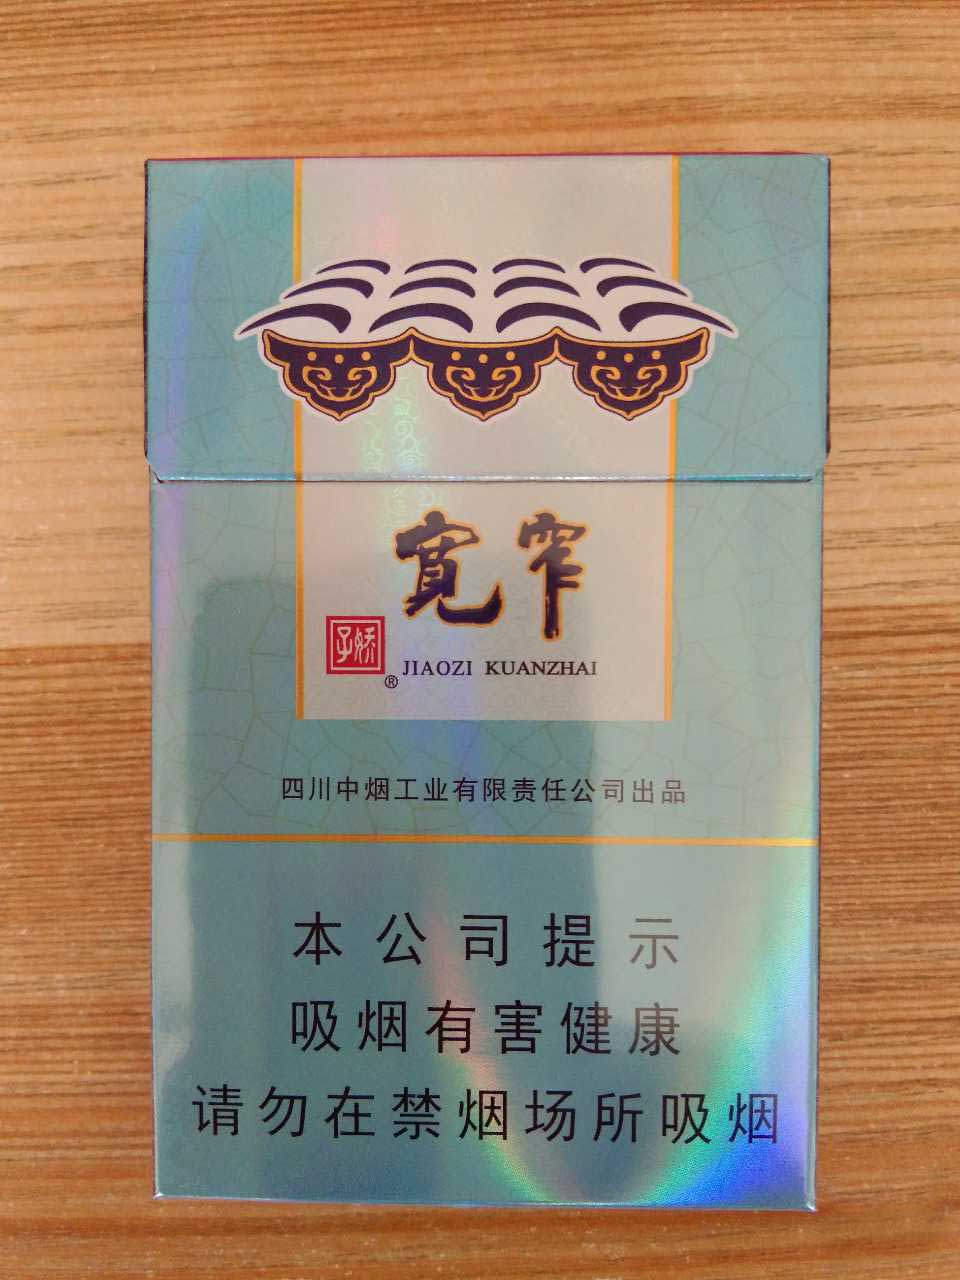 宽窄
娇子
® JIAOZI KUANZHAI
四川中烟工业有限责任公司出品
本公司提示
吸烟有害健康
请勿在禁烟场所吸烟